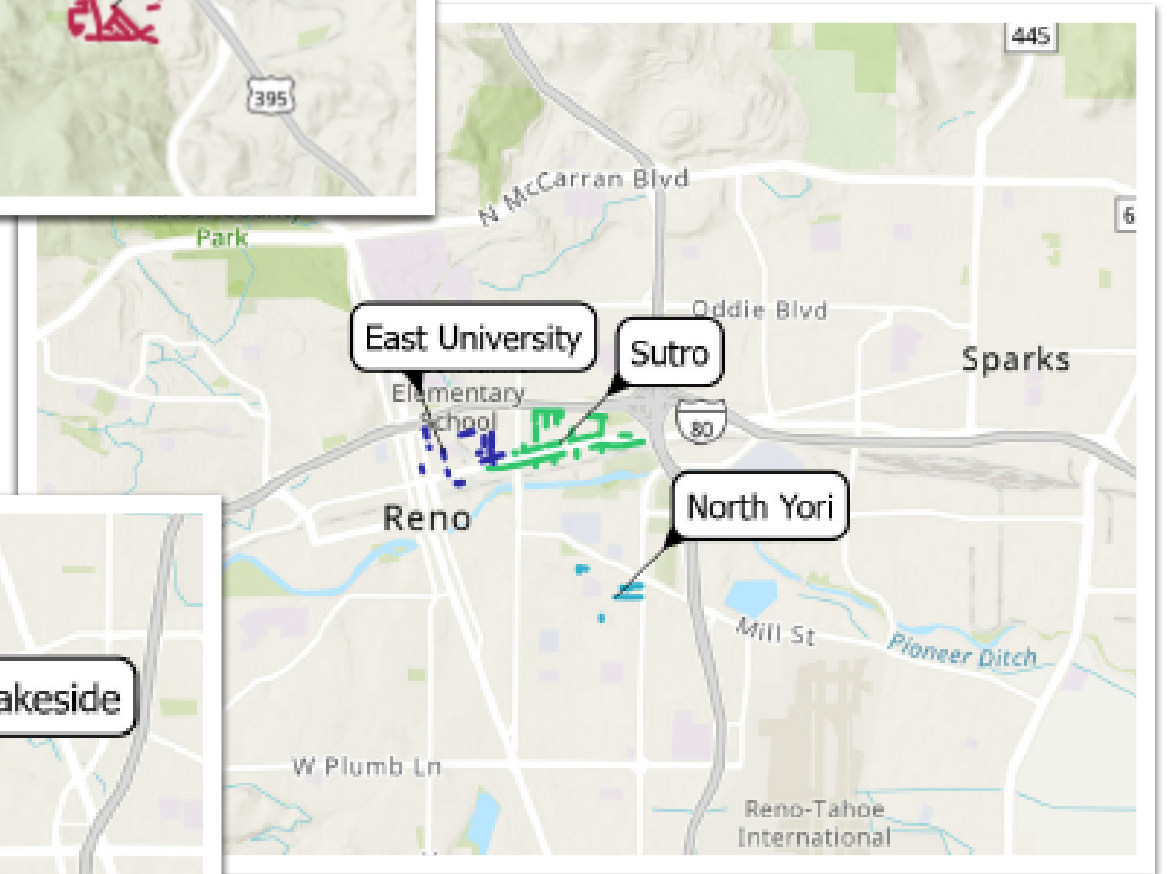 395
445
N McCarran Blvd
6
Park
Oddie Blvd
East University
Sutro
Sparks
Elementary
School
80
North Yori
Reno
Mill St
Pioneer Ditch
akeside
W Plumb Ln
Reno-Tahoe
International